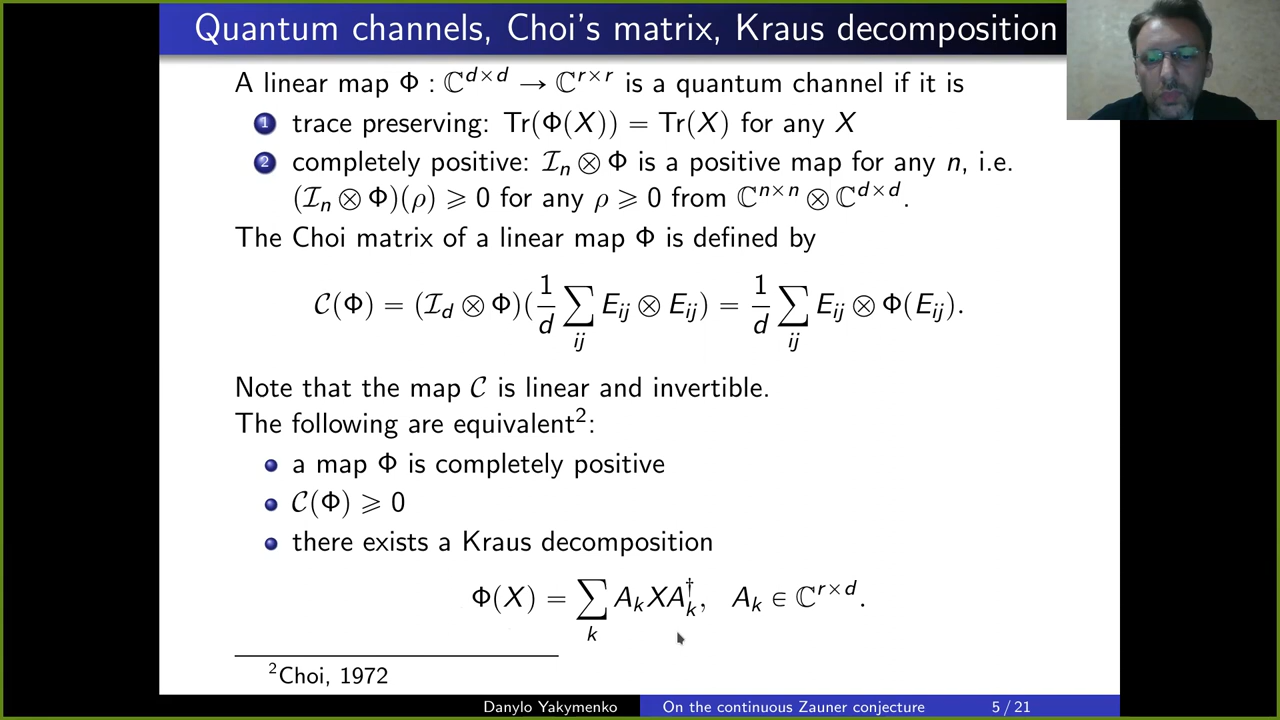 Quantum channels, Choi's matrix, Kraus decomposition
A linear map Φ : ℂ^{d×d} → ℂ^{r×r} is a quantum channel if it is
1 trace preserving: Tr(Φ(X)) = Tr(X) for any X
2 completely positive: ℐ_n ⊗ Φ is a positive map for any n, i.e.
(ℐ_n ⊗ Φ)(ρ) ⩾ 0 for any ρ ⩾ 0 from ℂ^{n×n} ⊗ ℂ^{d×d}.
The Choi matrix of a linear map Φ is defined by
𝒞(Φ) = (ℐ_d ⊗ Φ)(\frac{1}{d} ∑_{ij} E_{ij} ⊗ E_{ij}) = \frac{1}{d} ∑_{ij} E_{ij} ⊗ Φ(E_{ij}).
Note that the map 𝒞 is linear and invertible.
The following are equivalent²:
• a map Φ is completely positive
• 𝒞(Φ) ⩾ 0
• there exists a Kraus decomposition
Φ(X) = ∑_k A_k X A_k^†, A_k ∈ ℂ^{r×d}.
²Choi, 1972
Danylo Yakymenko On the continuous Zauner conjecture 5 / 21